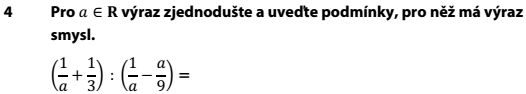 4 Pro a ∈ R výraz zjednodušte a uveďte podmínky, pro něž má výraz
smysl.
(1/a + 1/3) : (1/a − a/9) =